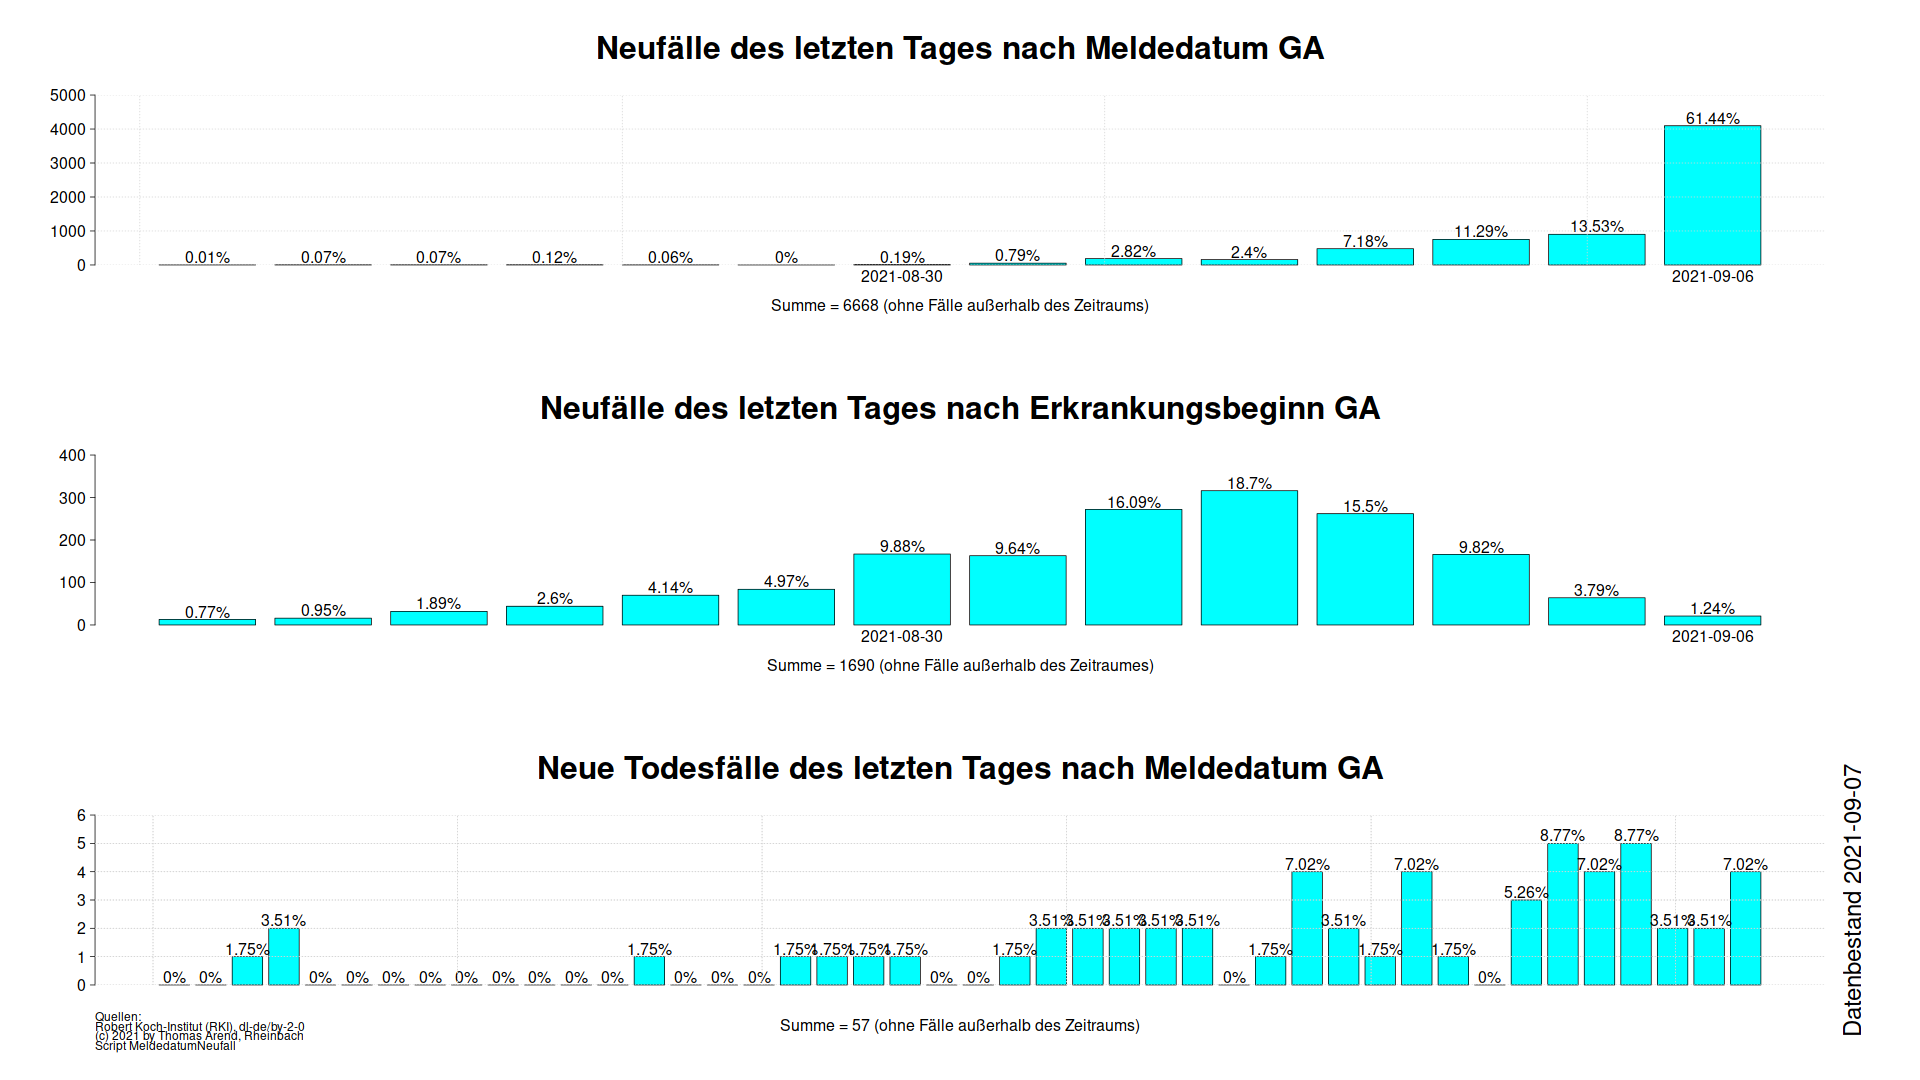 Neufälle des letzten Tages nach Meldedatum GA
5000
4000
3000
2000
1000
0
0.01% 0.07% 0.07% 0.12% 0.06% 0% 0.19% 0.79% 2.82% 2.4% 7.18% 11.29% 13.53% 61.44%
2021-08-30 2021-09-06
Summe = 6668 (ohne Fälle außerhalb des Zeitraums)
Neufälle des letzten Tages nach Erkrankungsbeginn GA
400
300
200
100
0
0.77% 0.95% 1.89% 2.6% 4.14% 4.97% 9.88% 9.64% 16.09% 18.7% 15.5% 9.82% 3.79% 1.24%
2021-08-30 2021-09-06
Summe = 1690 (ohne Fälle außerhalb des Zeitraumes)
Neue Todesfälle des letzten Tages nach Meldedatum GA
6
5
4
3
2
1
0
0% 0% 1.75% 3.51% 0% 0% 0% 0% 0% 0% 0% 0% 0% 1.75% 0% 0% 0% 1.75% 1.75% 1.75% 1.75% 0% 0% 1.75% 3.51% 3.51% 3.51% 3.51% 3.51% 0% 1.75% 7.02% 3.51% 1.75% 7.02% 1.75% 0% 5.26% 8.77% 7.02% 8.77% 3.51% 3.51% 7.02%
Summe = 57 (ohne Fälle außerhalb des Zeitraums)
Quellen:
Robert Koch-Institut (RKI), dl-de/by-2-0
(c) 2021 by Thomas Arend, Rheinbach
Script MeldedatumNeufall
Datenbestand 2021-09-07